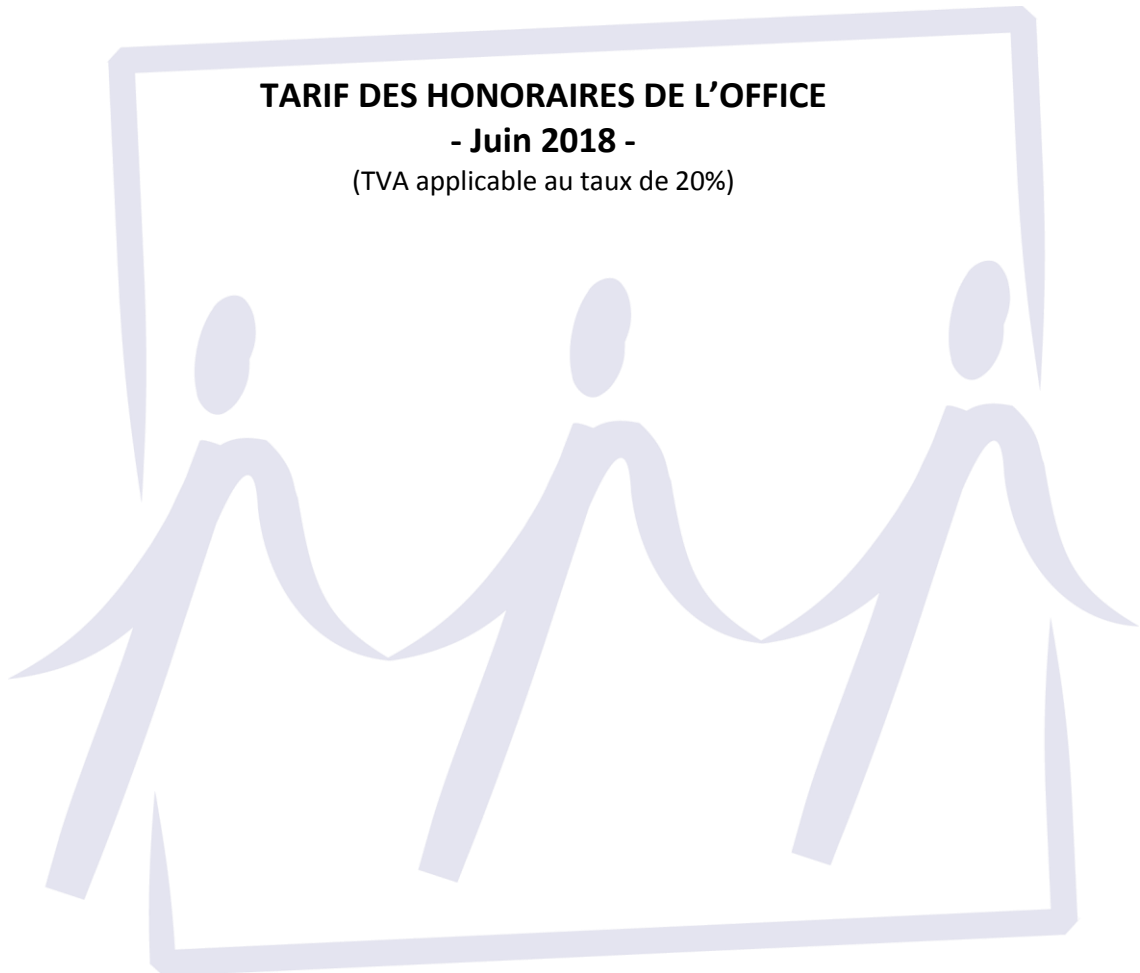 TARIF DES HONORAIRES DE L’OFFICE
- Juin 2018 -
(TVA applicable au taux de 20%)